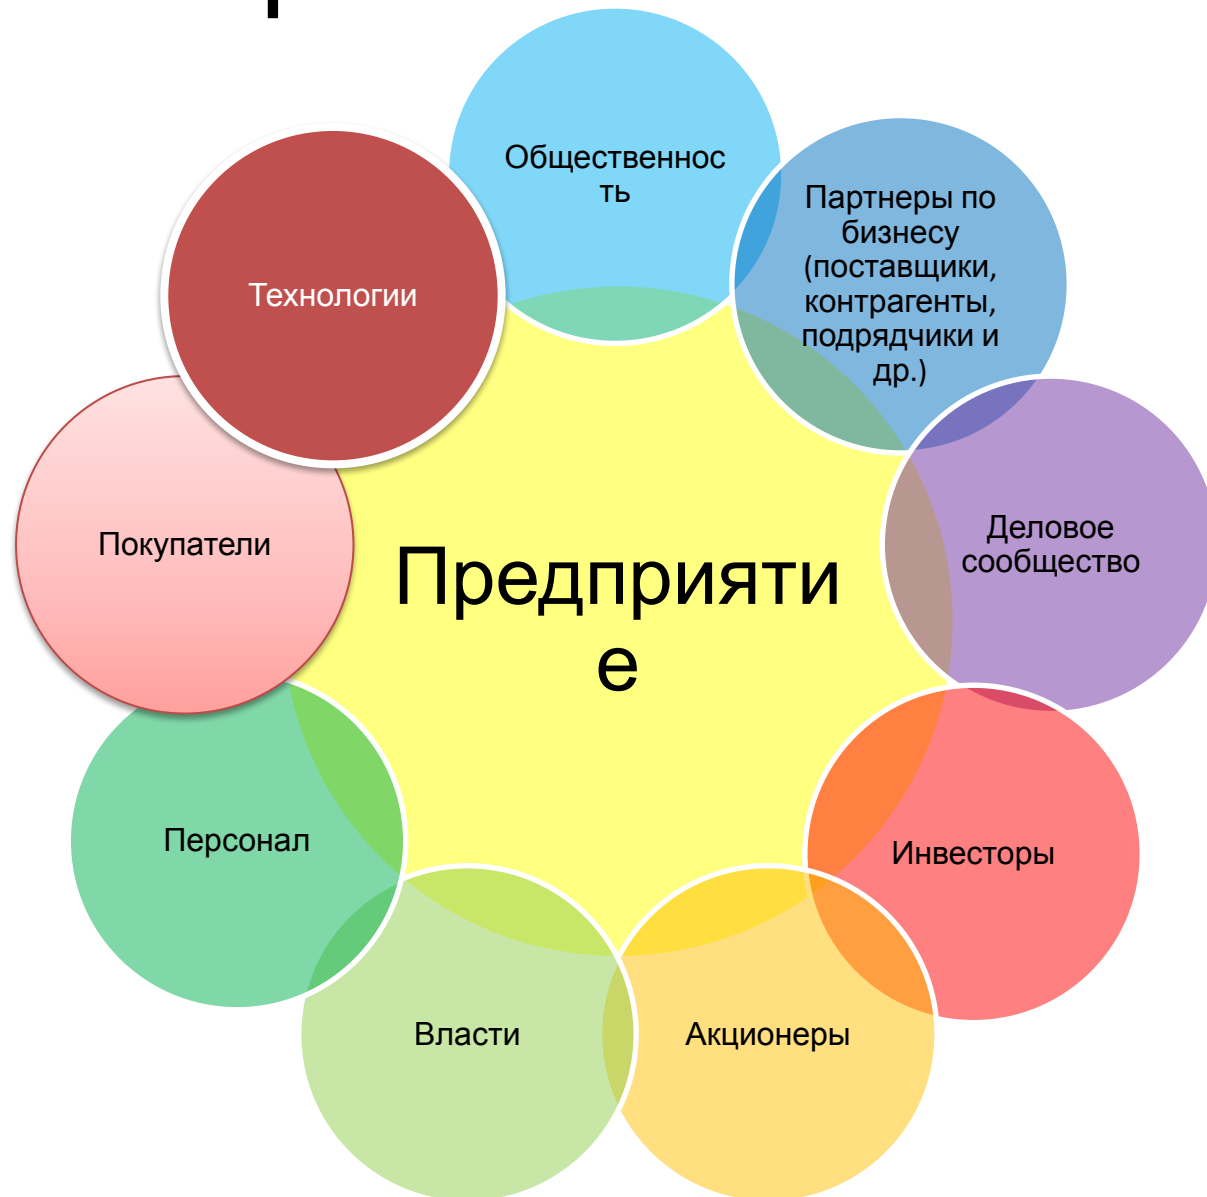 Общественнос
ть
Партнеры по
бизнесу
(поставщики,
контрагенты,
подрядчики и
др.)
Технологии
Деловое
сообщество
Покупатели
Предприяти
е
Персонал
Инвесторы
Власти
Акционеры